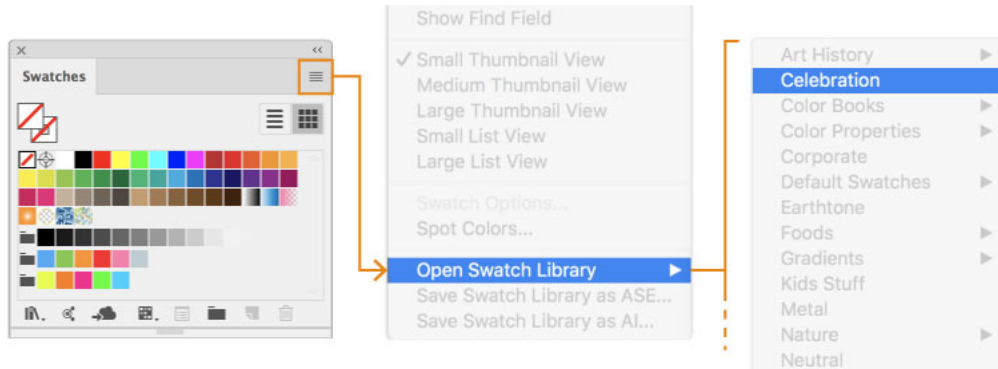 Swatches
Show Find Field
✓ Small Thumbnail View
Medium Thumbnail View
Large Thumbnail View
Small List View
Large List View
Swatch Options...
Spot Colors...
Open Swatch Library
Save Swatch Library as ASE...
Save Swatch Library as AI...
Art History
Celebration
Color Books
Color Properties
Corporate
Default Swatches
Earthtone
Foods
Gradients
Kids Stuff
Metal
Nature
Neutral